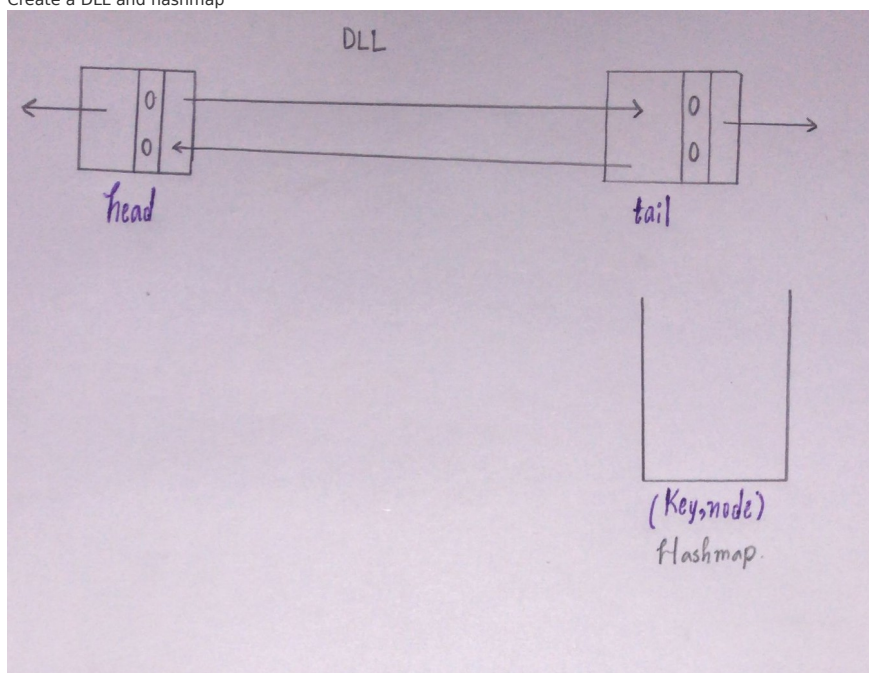 Create a DLL and hashmap
DLL
0
0
0
0
head
tail
(Key,node)
Hashmap.